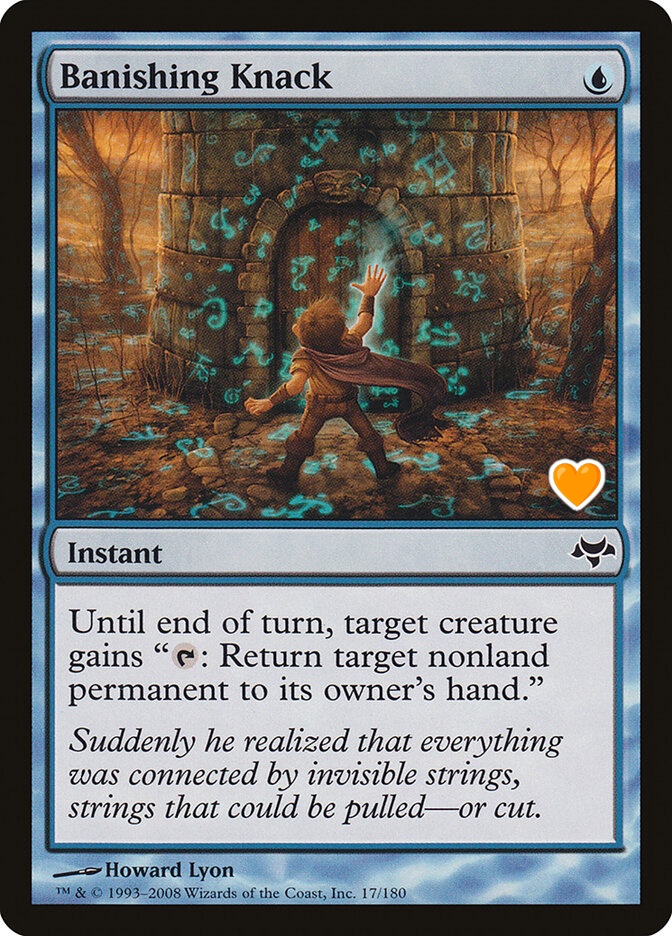 Banishing Knack
Instant
Until end of turn, target creature
gains “: Return target nonland
permanent to its owner’s hand.”
Suddenly he realized that everything
was connected by invisible strings,
strings that could be pulled—or cut.
Howard Lyon
™ & © 1993–2008 Wizards of the Coast, Inc. 17/180